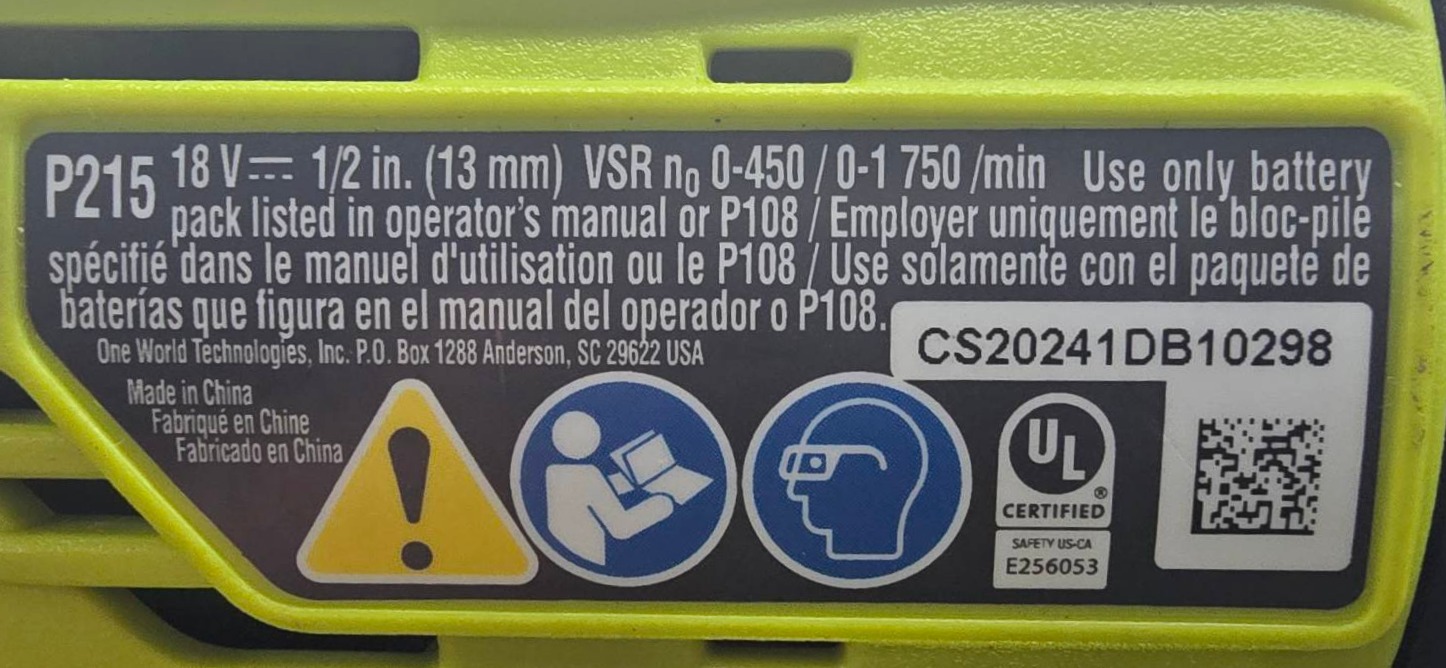 P215 18 V⎓ 1/2 in. (13 mm) VSR n₀ 0-450 / 0-1 750 /min Use only battery
pack listed in operator's manual or P108 / Employer uniquement le bloc-pile
spécifié dans le manuel d'utilisation ou le P108 / Use solamente con el paquete de
baterías que figura en el manual del operador o P108.
One World Technologies, Inc. P.O. Box 1288 Anderson, SC 29622 USA
CS20241DB10298
Made in China
Fabriqué en Chine
Fabricado en China
UL
®
CERTIFIED
SAFETY US-CA
E256053